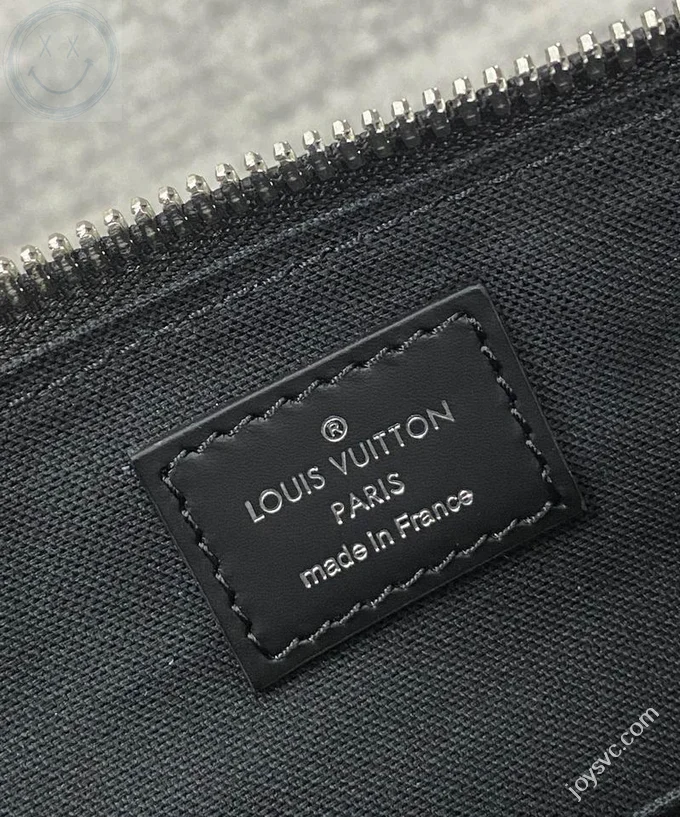 ®
LOUIS VUITTON
PARIS
made in France
joysvc.com